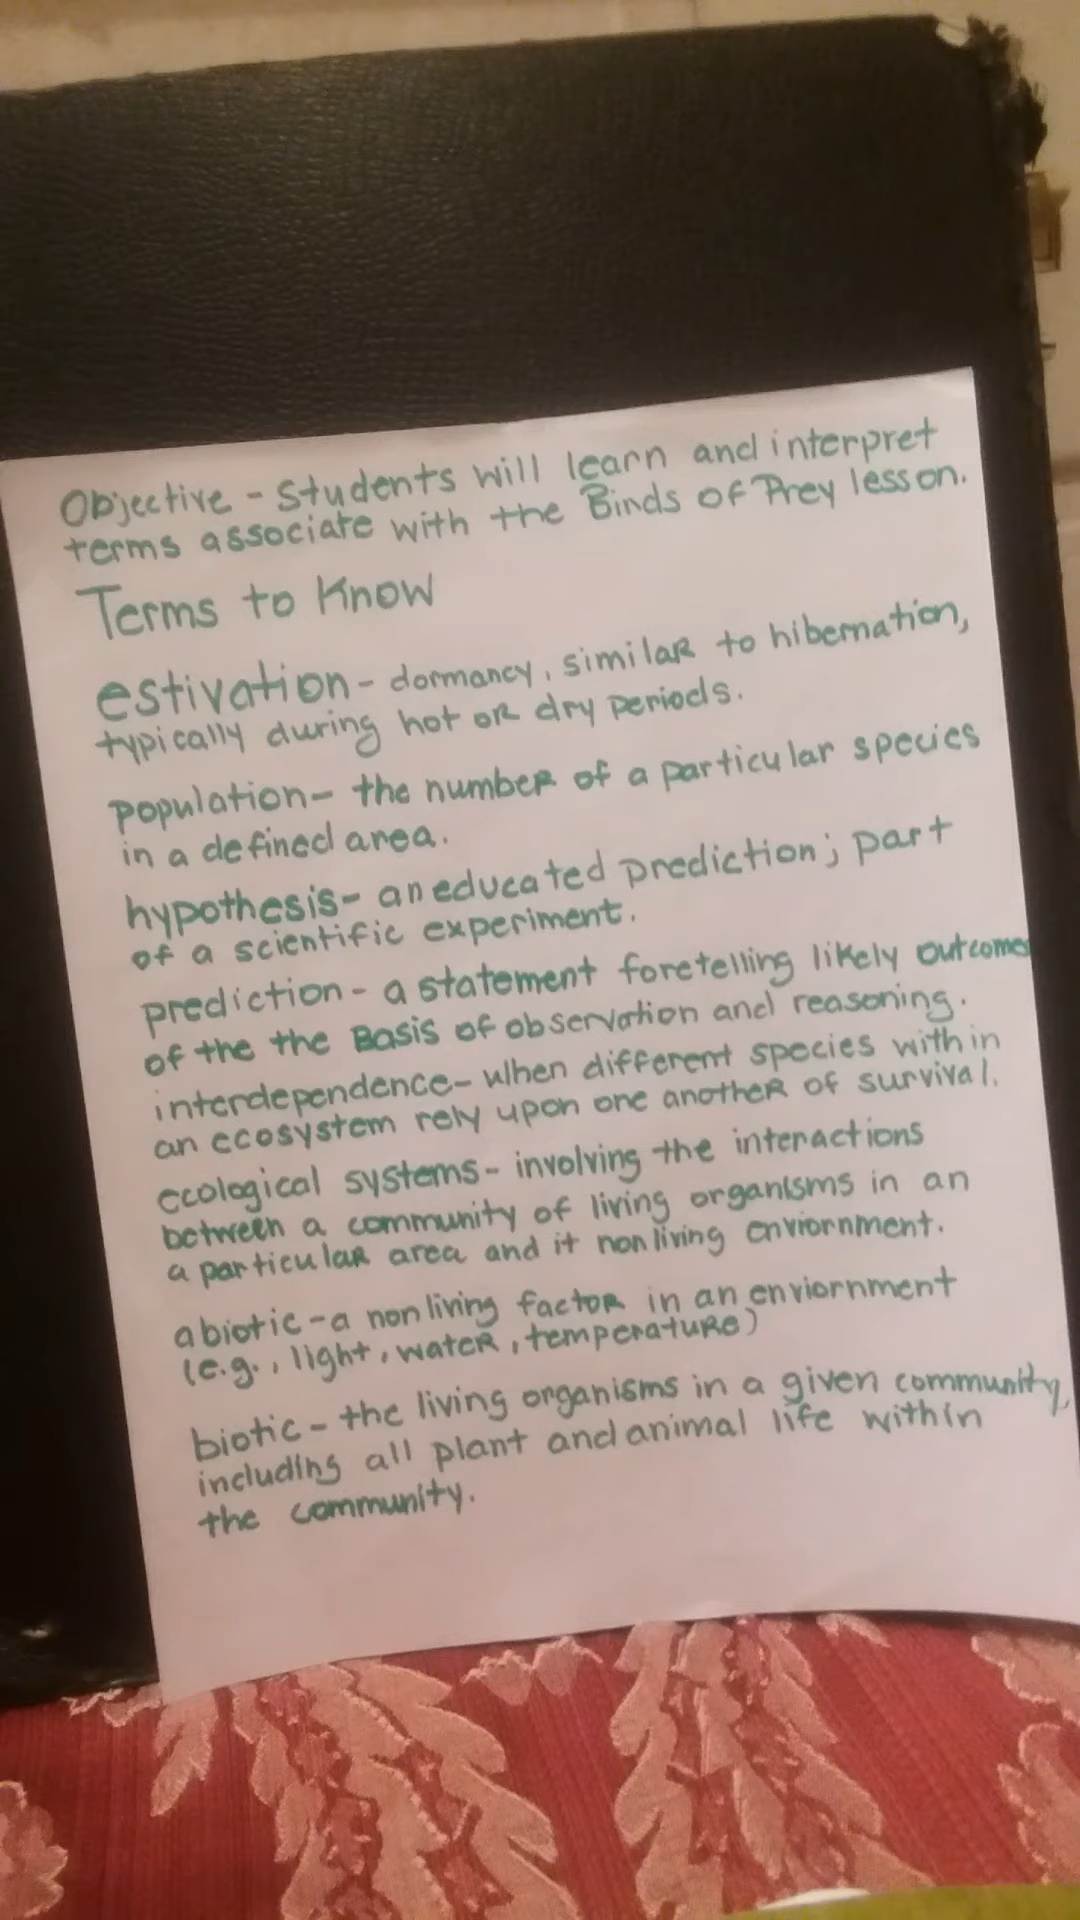 Objective - Students will learn and interpret
terms associate with the Binds of Prey lesson.
Terms to Know
estivation - dormancy, similar to hibernation,
typically during hot or dry periods.
population - the number of a particular species
in a defined area.
hypothesis - an educated prediction; part
of a scientific experiment.
prediction - a statement foretelling likely outcomes
of the the Basis of observation and reasoning.
interdependence - when different species within
an ecosystem rely upon one another of survival.
ecological systems - involving the interactions
between a community of living organisms in an
a particular area and it nonliving enviornment.
abiotic - a nonliving factor in an enviornment
(e.g., light, water, temperature)
biotic - the living organisms in a given community,
including all plant and animal life within
the community.